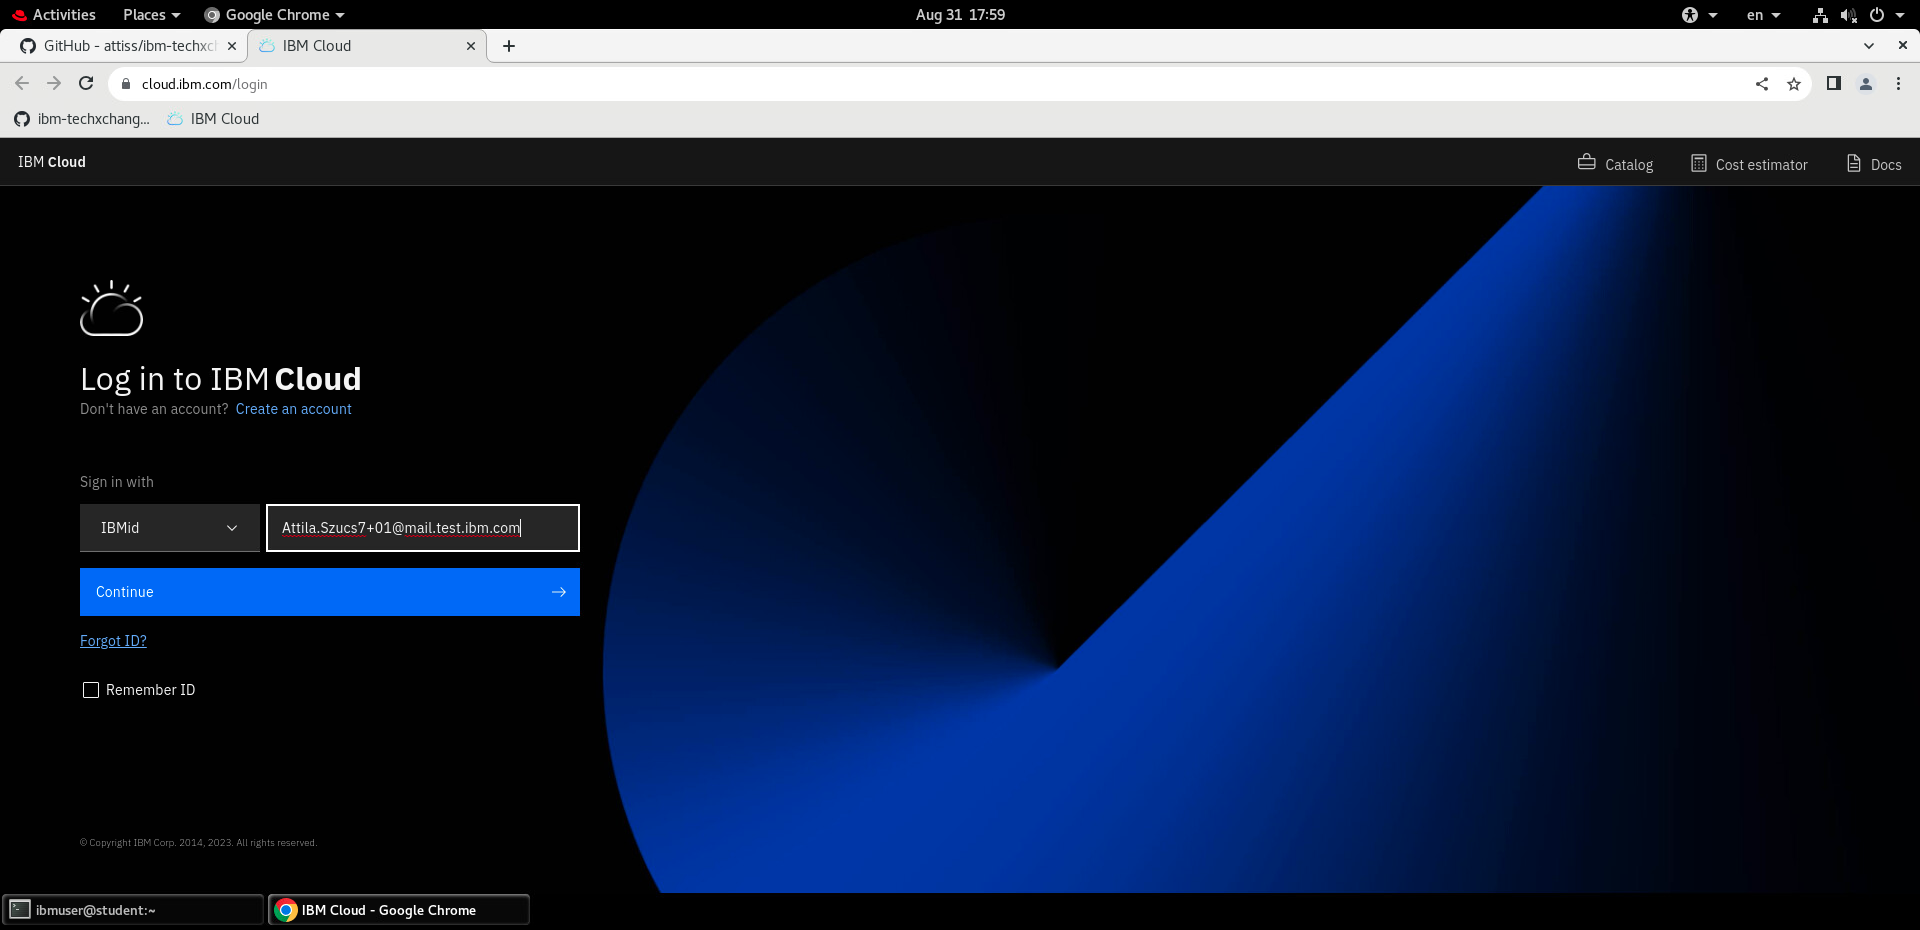 Activities Places Google Chrome Aug 31 17:59 en
GitHub - attiss/ibm-techxch IBM Cloud
cloud.ibm.com/login
ibm-techxchang... IBM Cloud
IBM Cloud Catalog Cost estimator Docs
Log in to IBM Cloud
Don't have an account? Create an account
Sign in with
IBMid Attila.Szucs7+01@mail.test.ibm.com
Continue
Forgot ID?
Remember ID
© Copyright IBM Corp. 2014, 2023. All rights reserved.
ibmuser@student:~ IBM Cloud - Google Chrome